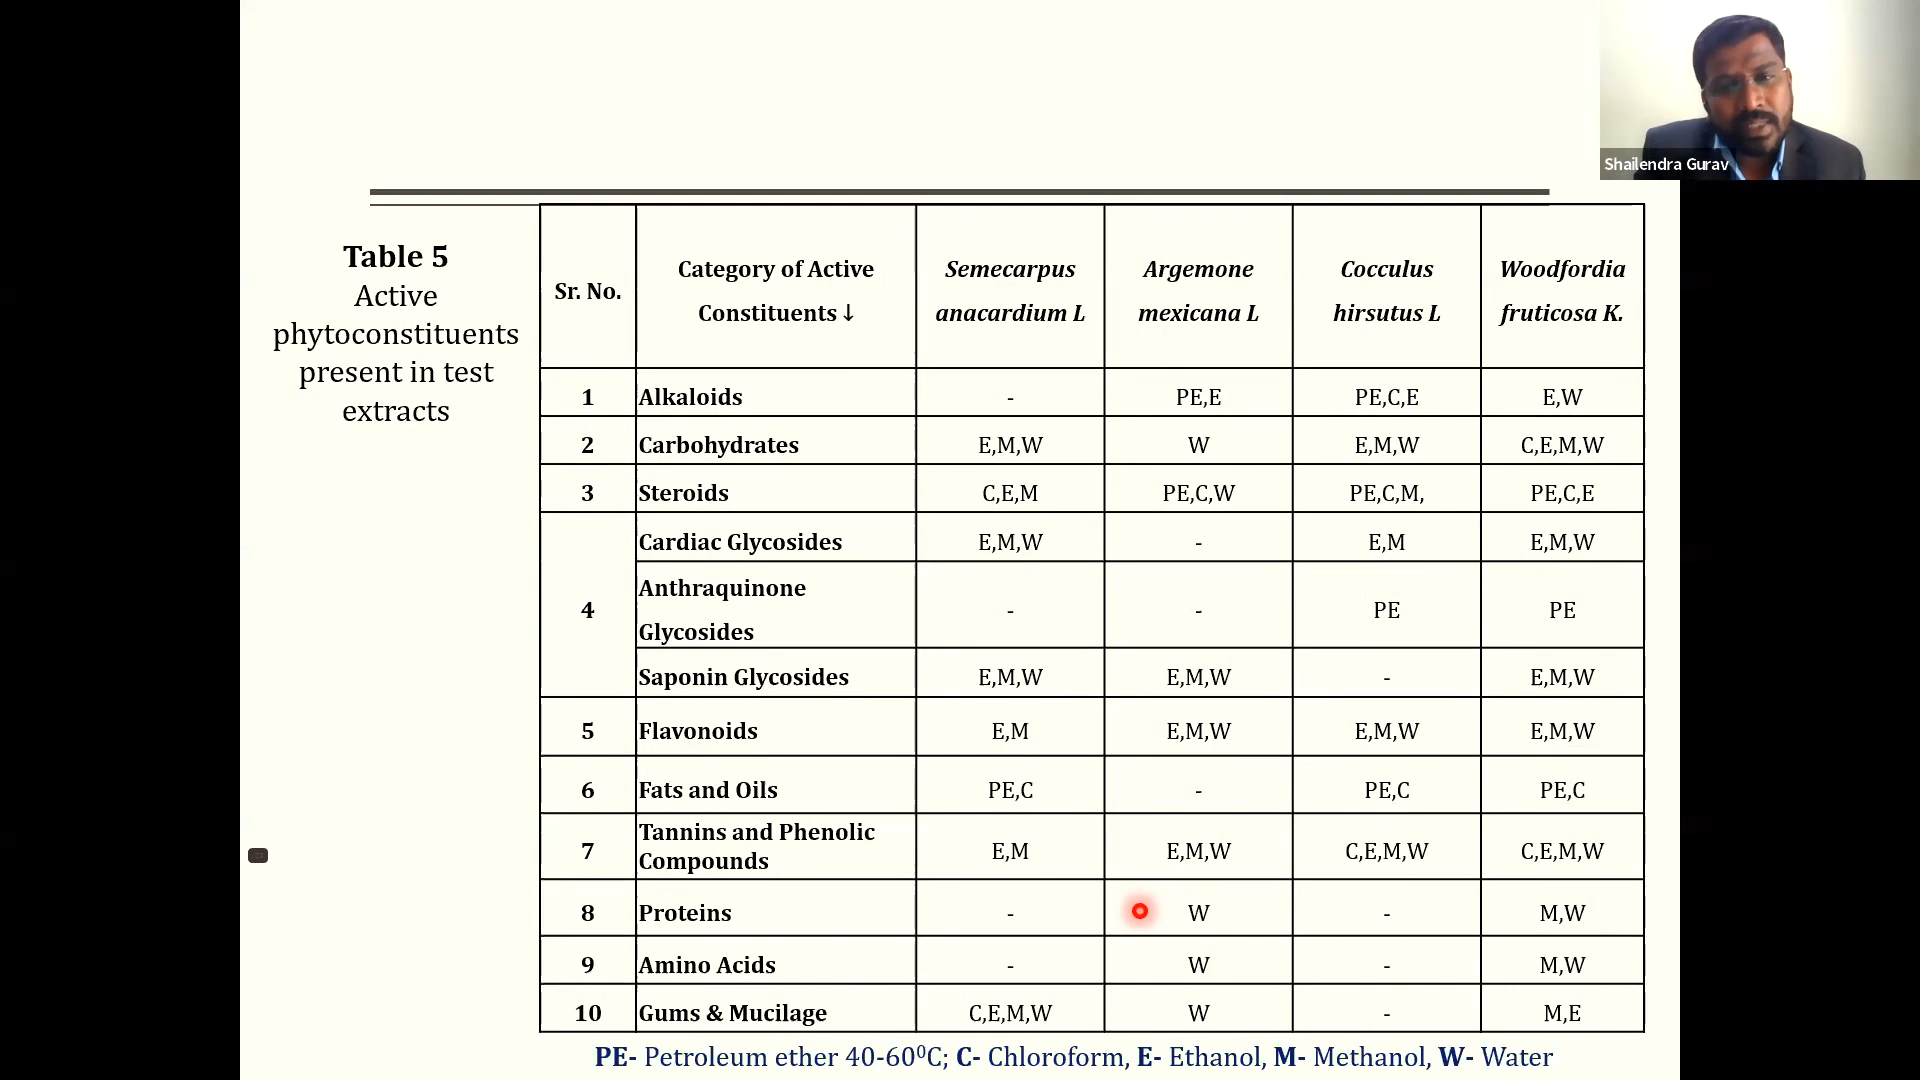 Shailendra Gurav
Table 5
Active
phytoconstituents
present in test
extracts
Sr. No. Category of Active Constituents↓ Semecarpus anacardium L Argemone mexicana L Cocculus hirsutus L Woodfordia fruticosa K.
1 Alkaloids - PE,E PE,C,E E,W
2 Carbohydrates E,M,W W E,M,W C,E,M,W
3 Steroids C,E,M PE,C,W PE,C,M, PE,C,E
4 Cardiac Glycosides E,M,W - E,M E,M,W
Anthraquinone Glycosides - - PE PE
Saponin Glycosides E,M,W E,M,W - E,M,W
5 Flavonoids E,M E,M,W E,M,W E,M,W
6 Fats and Oils PE,C - PE,C PE,C
7 Tannins and Phenolic Compounds E,M E,M,W C,E,M,W C,E,M,W
8 Proteins - W - M,W
9 Amino Acids - W - M,W
10 Gums & Mucilage C,E,M,W W - M,E
PE- Petroleum ether 40-60⁰C; C- Chloroform, E- Ethanol, M- Methanol, W- Water